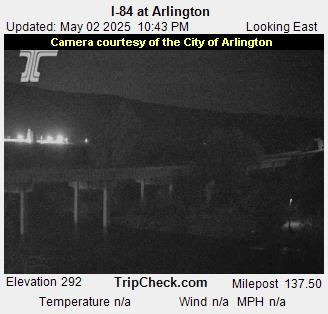 I-84 at Arlington
Updated: May 02 2025 10:43 PM Looking East
Camera courtesy of the City of Arlington
Elevation 292 TripCheck.com Milepost 137.50
Temperature n/a Wind n/a MPH n/a